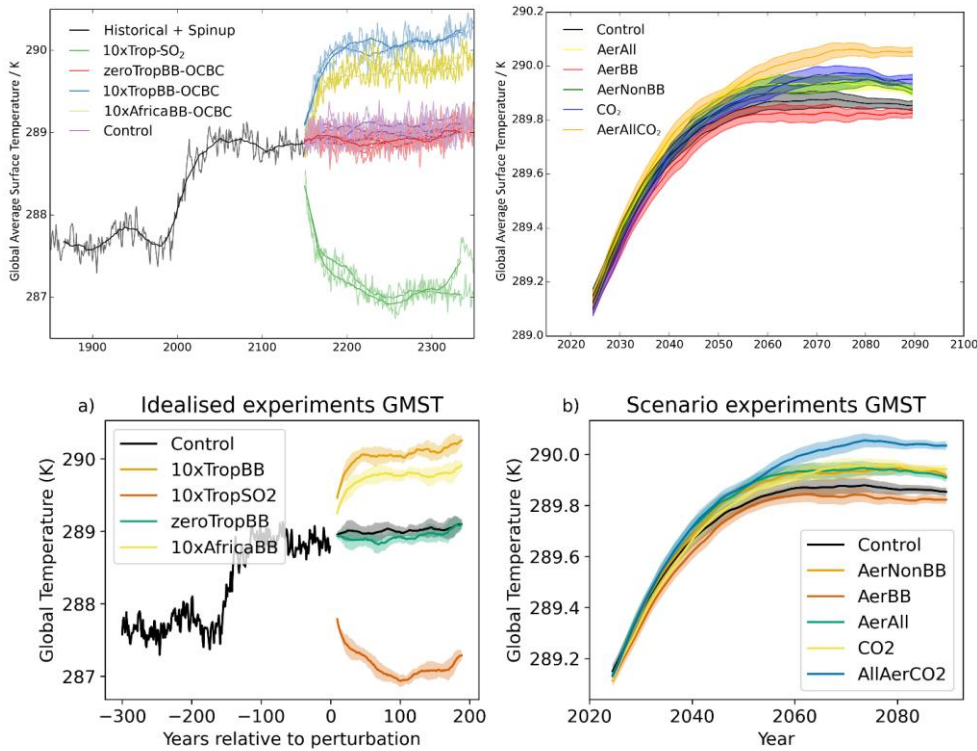 Global Average Surface Temperature / K
290
289
288
287
Historical + Spinup
10xTrop-SO₂
zeroTropBB-OCBC
10xTropBB-OCBC
10xAfricaBB-OCBC
Control
1900
2000
2100
2200
2300
Global Average Surface Temperature / K
290.2
290.0
289.8
289.6
289.4
289.2
289.0
Control
AerAll
AerBB
AerNonBB
CO₂
AerAllCO₂
2020
2030
2040
2050
2060
2070
2080
2090
2100
a) Idealised experiments GMST
Global Temperature (K)
290
289
288
287
Control
10xTropBB
10xTropSO2
zeroTropBB
10xAfricaBB
−300
−200
−100
0
100
200
Years relative to perturbation
b) Scenario experiments GMST
Global Temperature (K)
290.0
289.8
289.6
289.4
289.2
Control
AerNonBB
AerBB
AerAll
CO2
AllAerCO2
2020
2040
2060
2080
Year